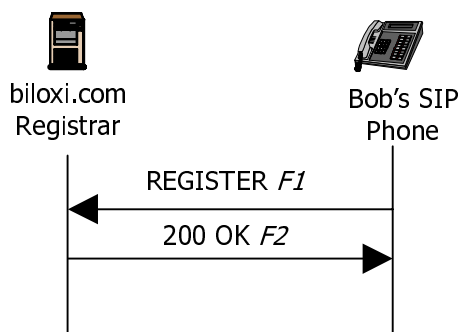 biloxi.com
Registrar
Bob's SIP
Phone
REGISTER F1
200 OK F2